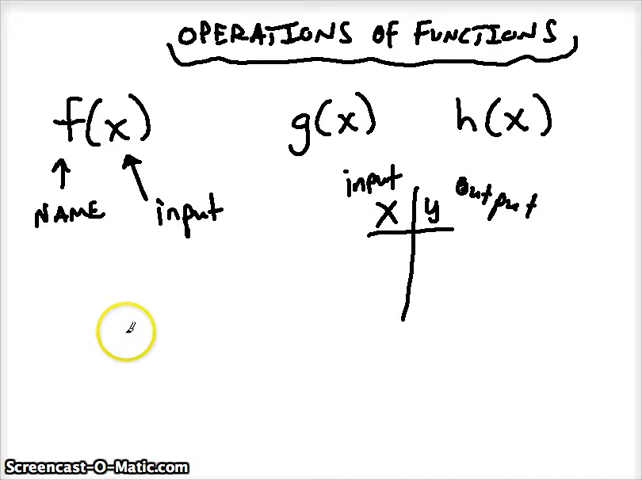 OPERATIONS OF FUNCTIONS
f(x) g(x) h(x)
NAME input
input output
x y
Screencast-O-Matic.com